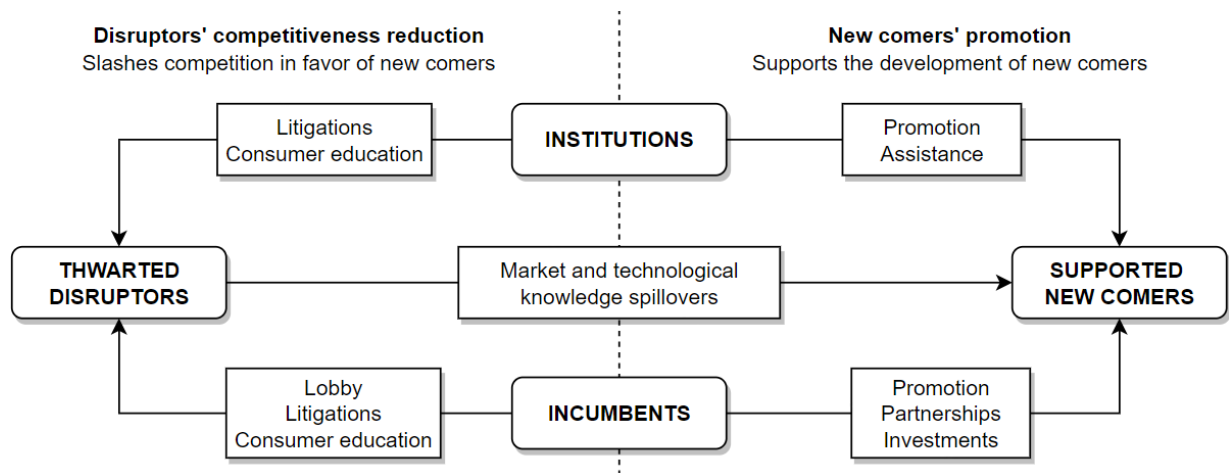 Disruptors' competitiveness reduction
Slashes competition in favor of new comers
New comers' promotion
Supports the development of new comers
Litigations
Consumer education
INSTITUTIONS
Promotion
Assistance
THWARTED
DISRUPTORS
Market and technological
knowledge spillovers
SUPPORTED
NEW COMERS
Lobby
Litigations
Consumer education
INCUMBENTS
Promotion
Partnerships
Investments